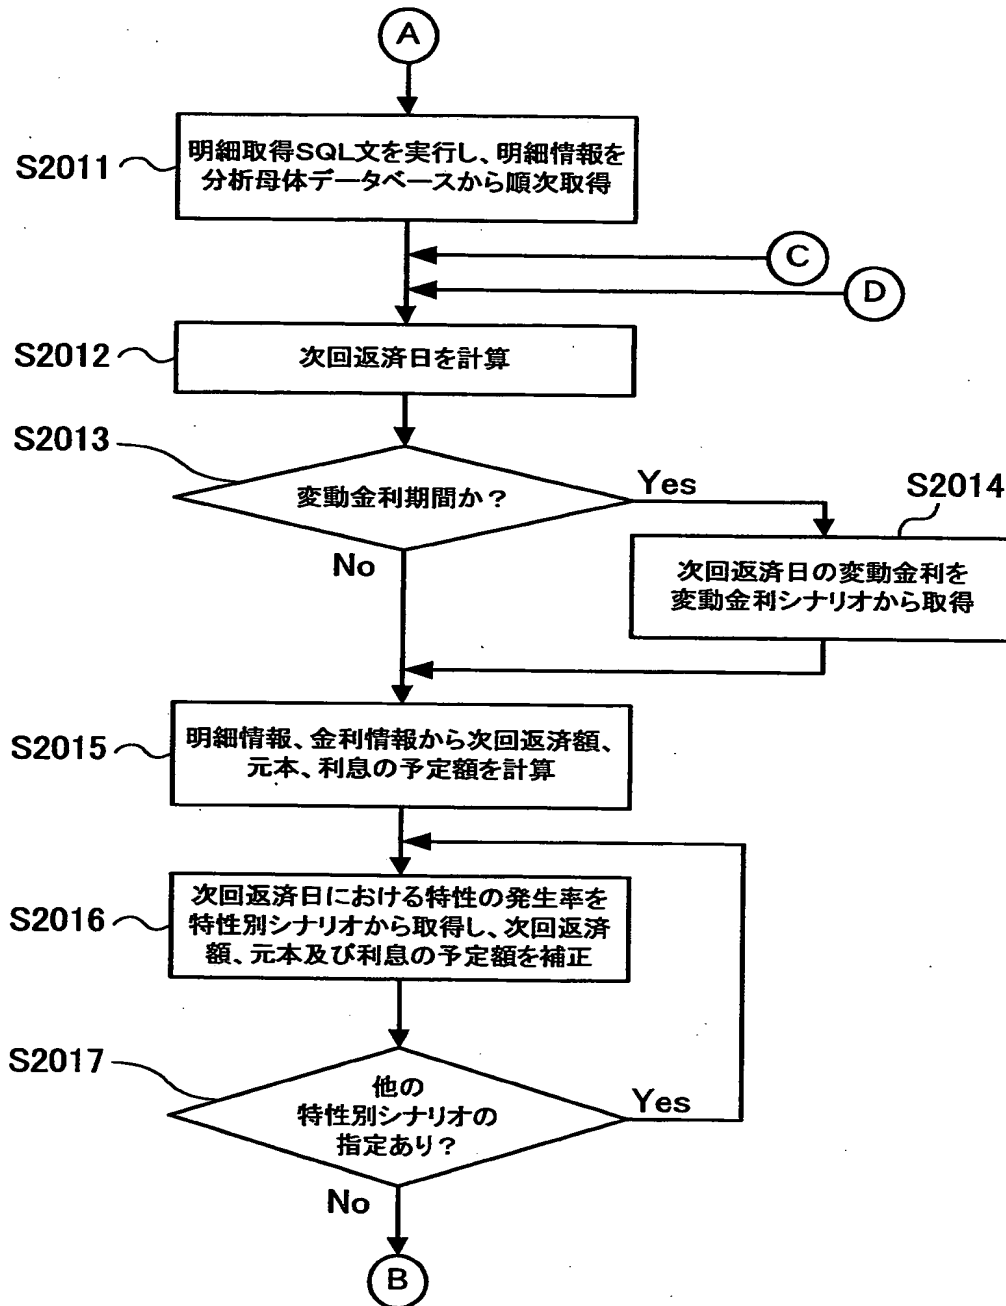 A
S2011
明細取得SQL文を実行し、明細情報を
分析母体データベースから順次取得
C
D
S2012
次回返済日を計算
S2013
変動金利期間か？
Yes
S2014
No
次回返済日の変動金利を
変動金利シナリオから取得
S2015
明細情報、金利情報から次回返済額、
元本、利息の予定額を計算
S2016
次回返済日における特性の発生率を
特性別シナリオから取得し、次回返済
額、元本及び利息の予定額を補正
S2017
他の
特性別シナリオの
指定あり？
Yes
No
B